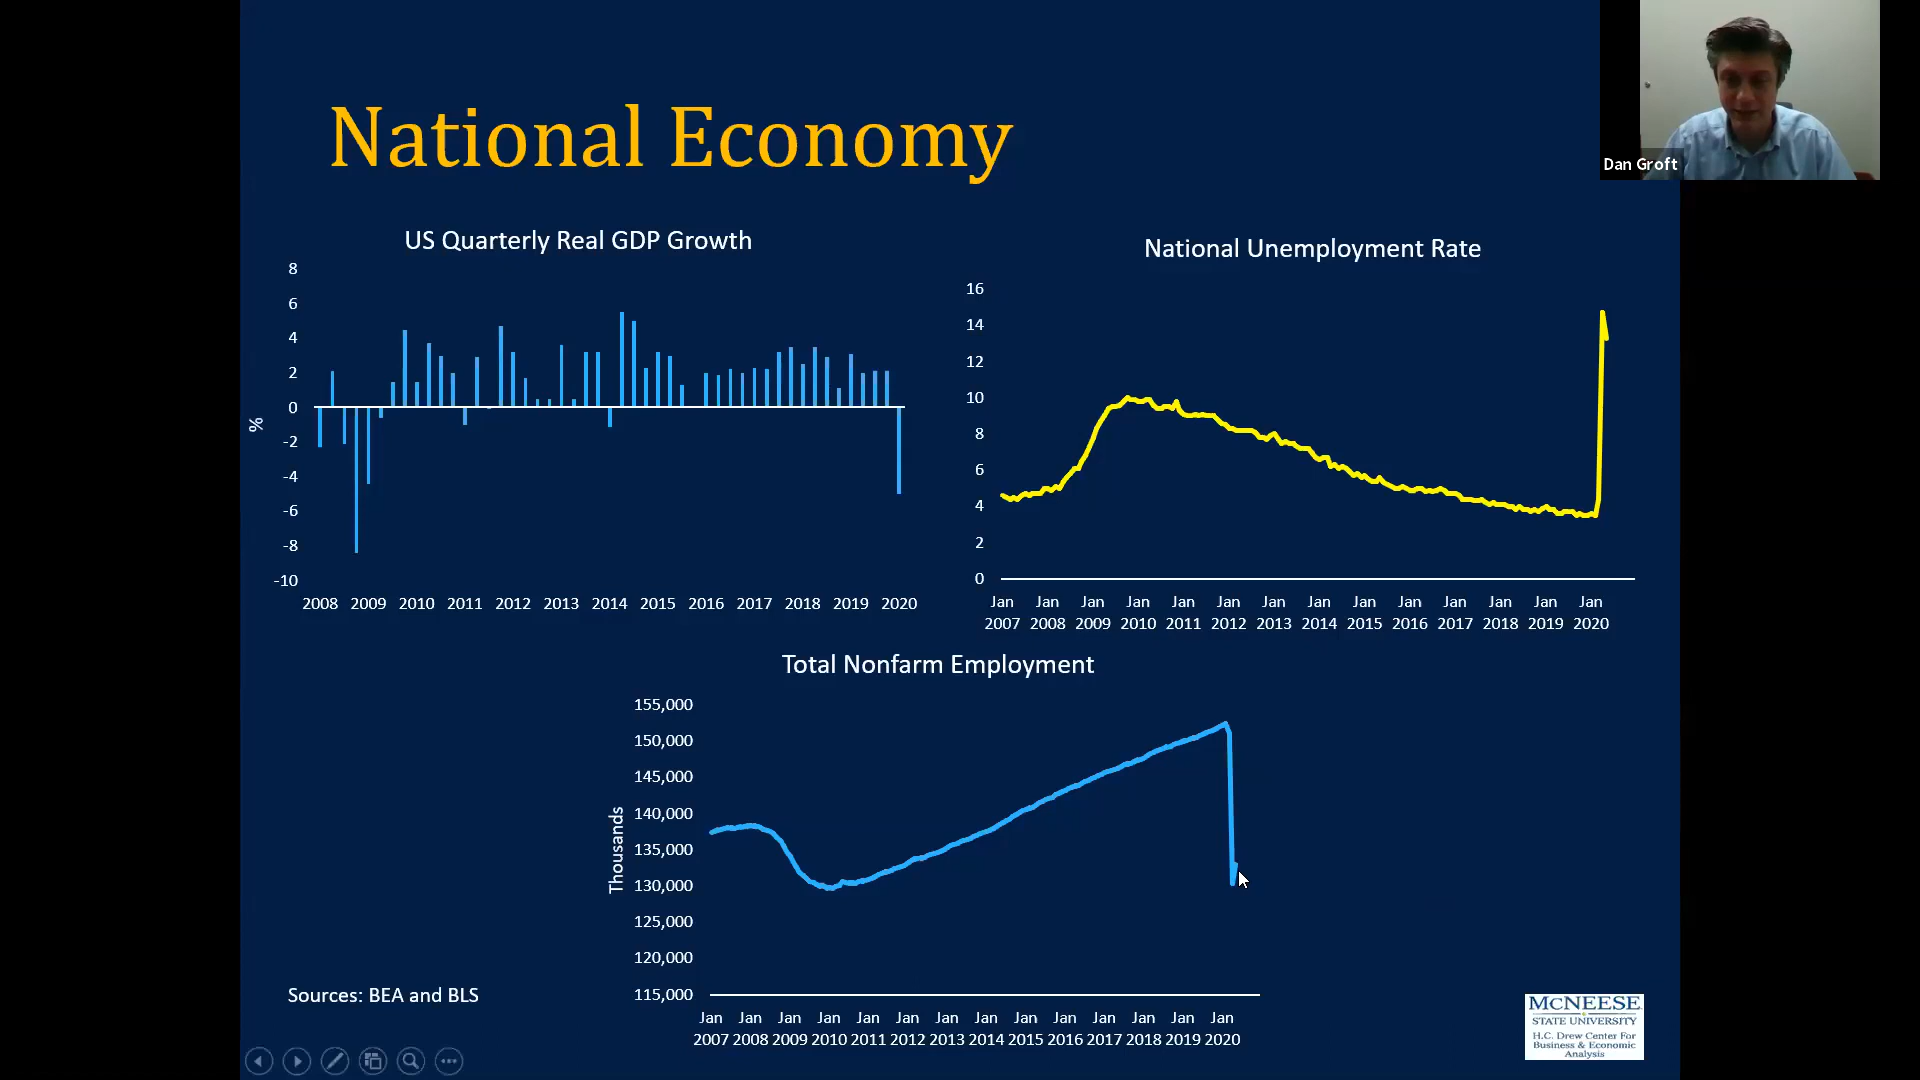 National Economy
Dan Groft
US Quarterly Real GDP Growth
8
6
4
2
0
-2
-4
-6
-8
-10
%
2008 2009 2010 2011 2012 2013 2014 2015 2016 2017 2018 2019 2020
National Unemployment Rate
16
14
12
10
8
6
4
2
0
Jan Jan Jan Jan Jan Jan Jan Jan Jan Jan Jan Jan Jan Jan
2007 2008 2009 2010 2011 2012 2013 2014 2015 2016 2017 2018 2019 2020
Total Nonfarm Employment
155,000
150,000
145,000
140,000
135,000
130,000
125,000
120,000
115,000
Thousands
Jan Jan Jan Jan Jan Jan Jan Jan Jan Jan Jan Jan Jan Jan
2007 2008 2009 2010 2011 2012 2013 2014 2015 2016 2017 2018 2019 2020
Sources: BEA and BLS
MCNEESE
STATE UNIVERSITY
H.C. Drew Center For
Business & Economic
Analysis